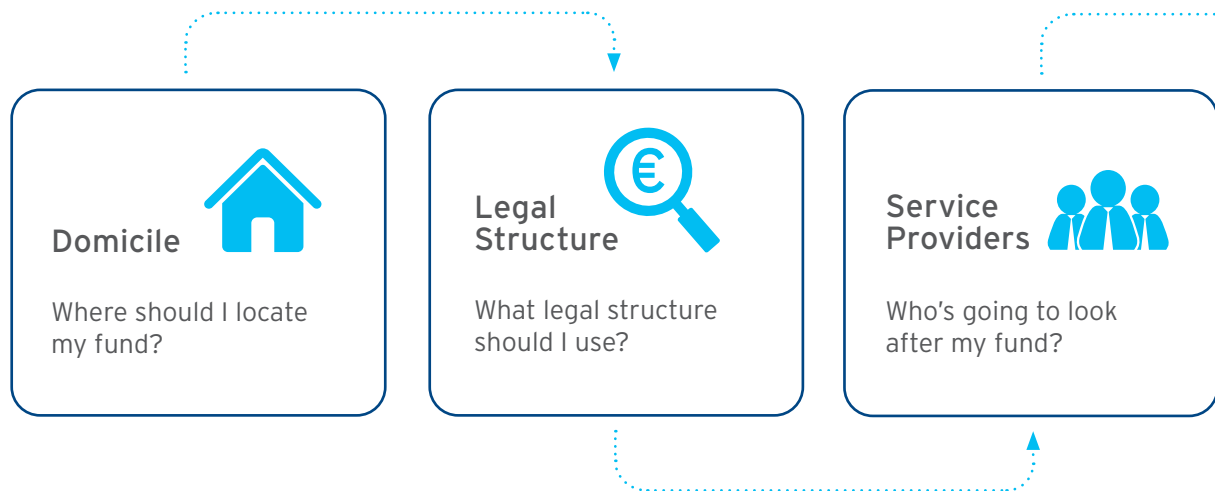 Domicile
Where should I locate
my fund?
€
Legal
Structure
What legal structure
should I use?
Service
Providers
Who's going to look
after my fund?